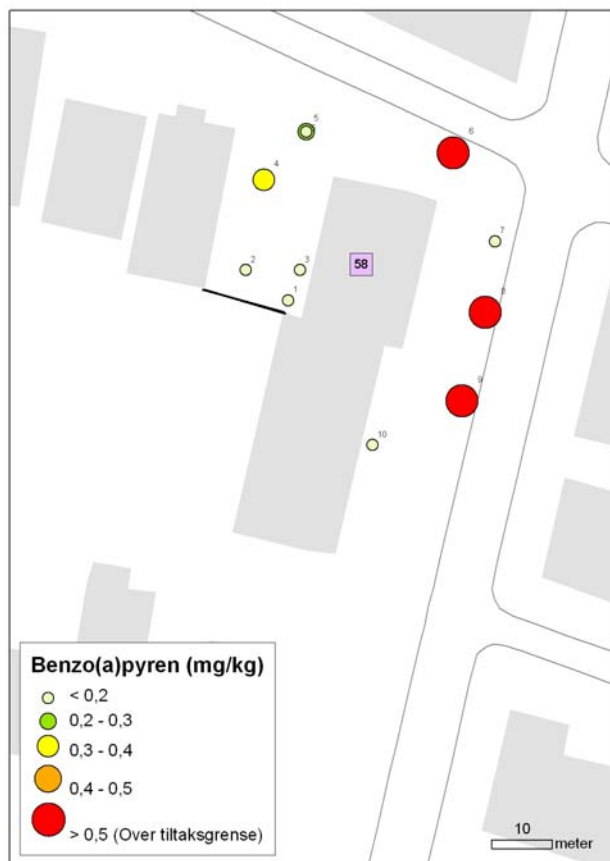 5
6
4
7
2
3
58
1
8
9
10
Benzo(a)pyren (mg/kg)
< 0,2
0,2 - 0,3
0,3 - 0,4
0,4 - 0,5
> 0,5 (Over tiltaksgrense)
10
meter